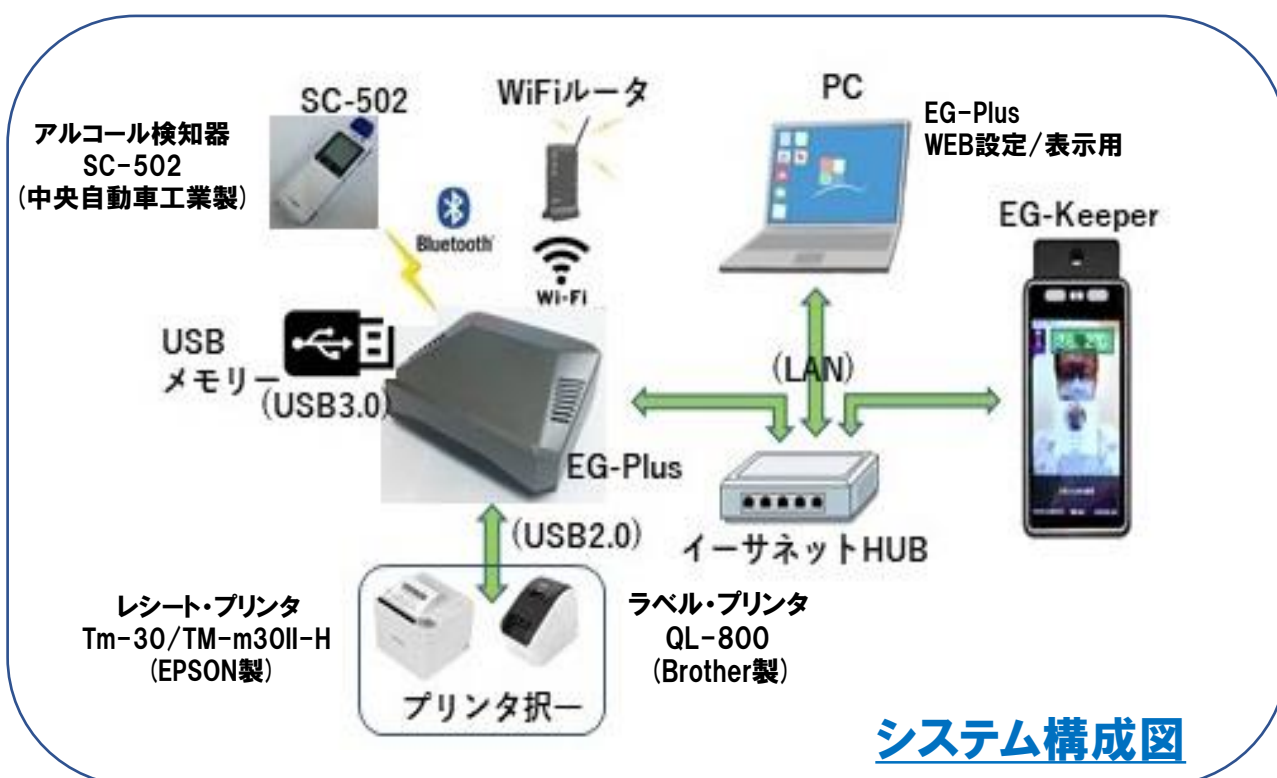 SC-502
アルコール検知器
SC-502
(中央自動車工業製)
WiFiルータ
PC
EG-Plus
WEB設定/表示用
EG-Keeper
Bluetooth
Wi-Fi
USB
メモリー
(USB3.0)
(LAN)
EG-Plus
(USB2.0)
イーサネットHUB
レシート・プリンタ
Tm-30/TM-m30II-H
(EPSON製)
ラベル・プリンタ
QL-800
(Brother製)
プリンタ択一
システム構成図